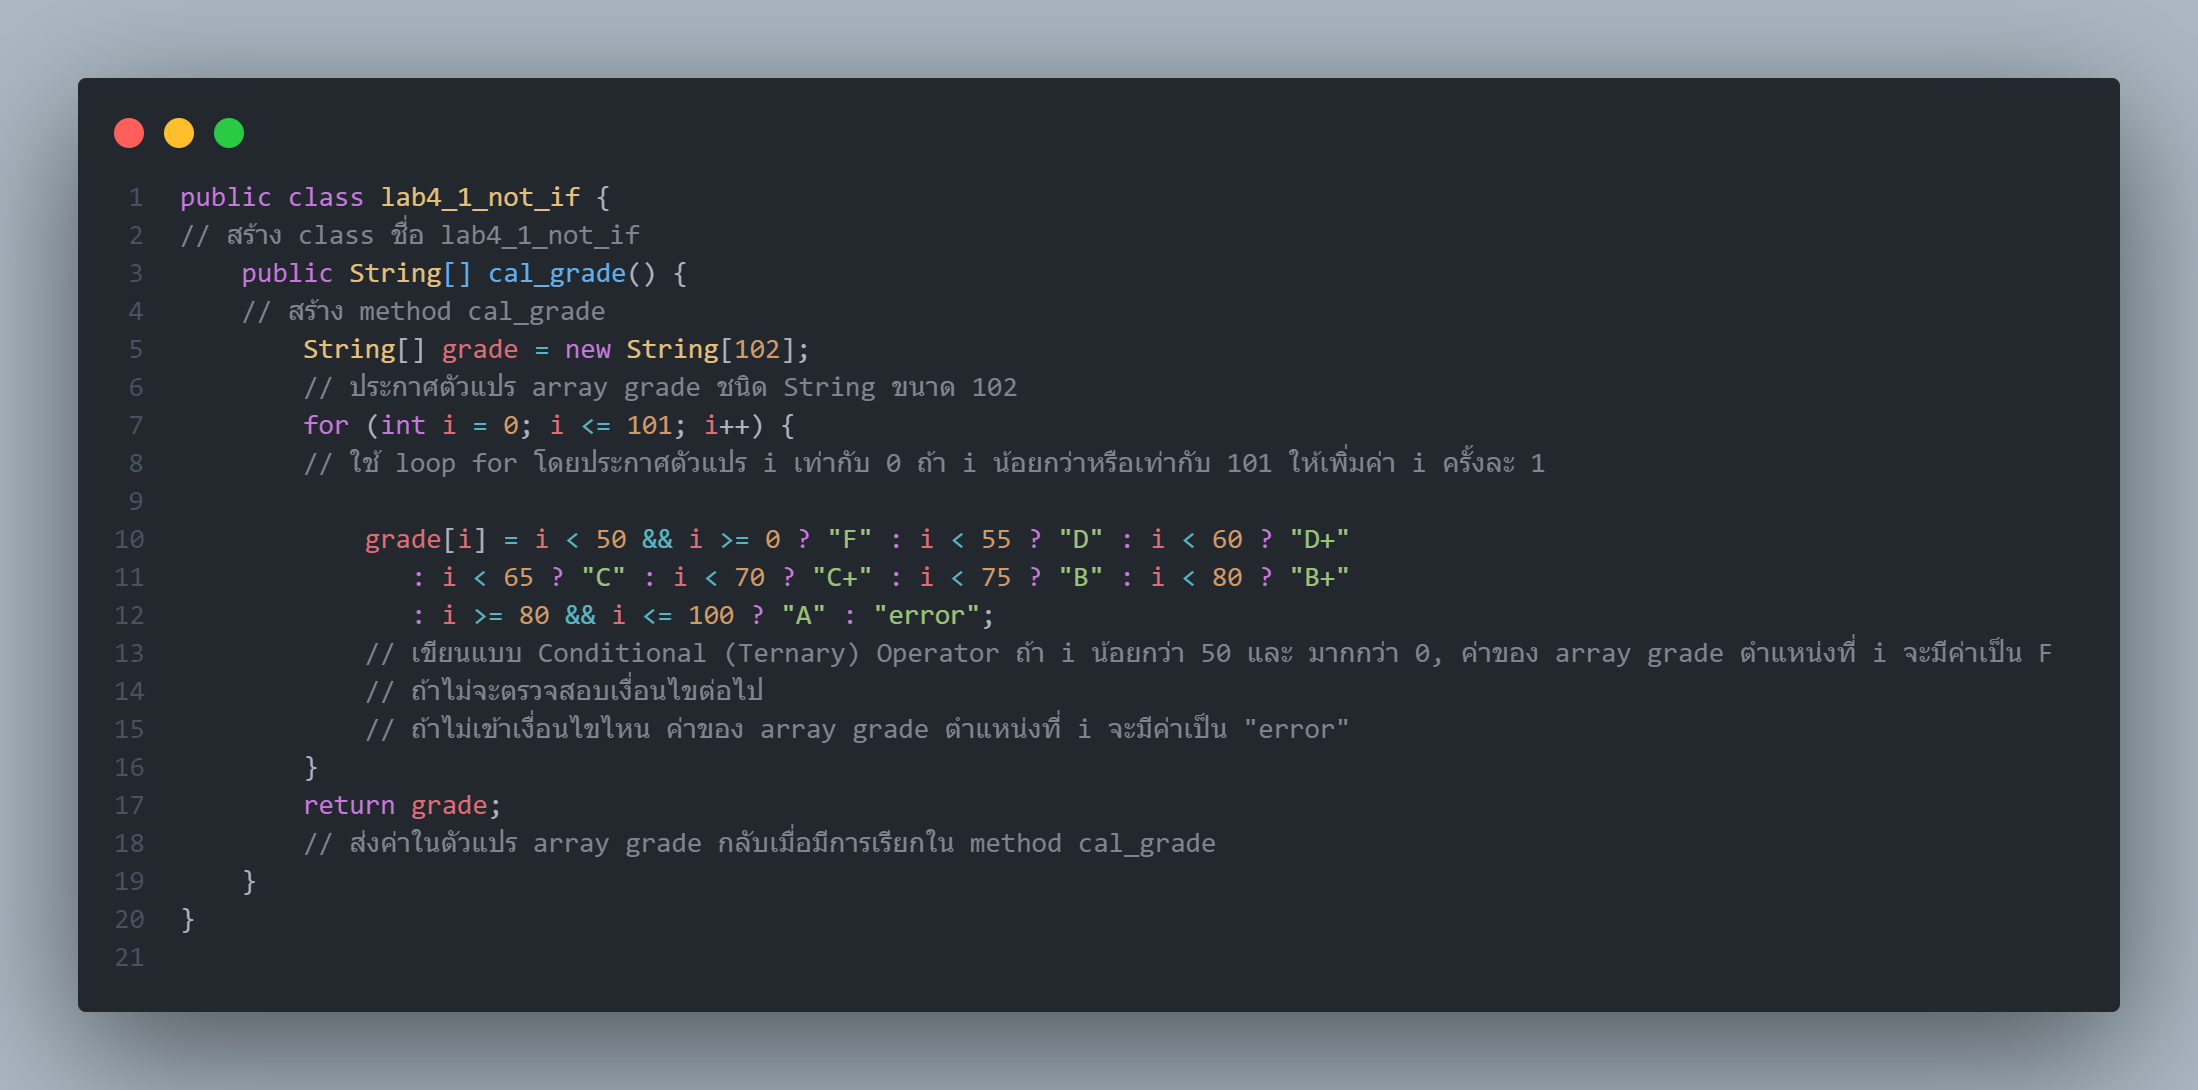 1 public class lab4_1_not_if {
2 // สร้าง class ชื่อ lab4_1_not_if
3     public String[] cal_grade() {
4     // สร้าง method cal_grade
5         String[] grade = new String[102];
6         // ประกาศตัวแปร array grade ชนิด String ขนาด 102
7         for (int i = 0; i <= 101; i++) {
8         // ใช้ loop for โดยประกาศตัวแปร i เท่ากับ 0 ถ้า i น้อยกว่าหรือเท่ากับ 101 ให้เพิ่มค่า i ครั้งละ 1
9
10             grade[i] = i < 50 && i >= 0 ? "F" : i < 55 ? "D" : i < 60 ? "D+"
11                : i < 65 ? "C" : i < 70 ? "C+" : i < 75 ? "B" : i < 80 ? "B+"
12                : i >= 80 && i <= 100 ? "A" : "error";
13             // เขียนแบบ Conditional (Ternary) Operator ถ้า i น้อยกว่า 50 และ มากกว่า 0, ค่าของ array grade ตำแหน่งที่ i จะมีค่าเป็น F
14             // ถ้าไม่จะตรวจสอบเงื่อนไขต่อไป
15             // ถ้าไม่เข้าเงื่อนไขไหน ค่าของ array grade ตำแหน่งที่ i จะมีค่าเป็น "error"
16         }
17         return grade;
18         // ส่งค่าในตัวแปร array grade กลับเมื่อมีการเรียกใน method cal_grade
19     }
20 }
21